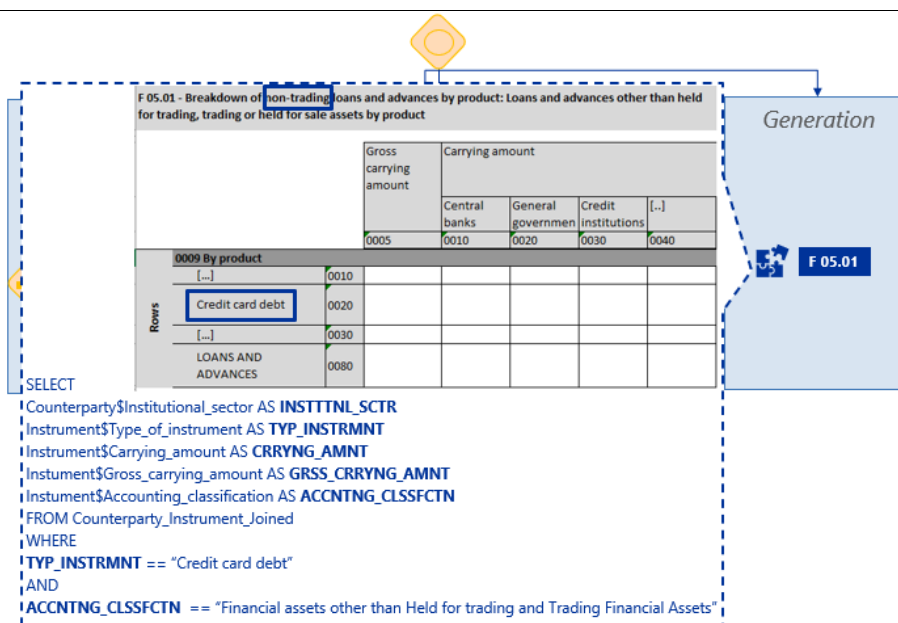 F 05.01 - Breakdown of non-trading loans and advances by product: Loans and advances other than held
for trading, trading or held for sale assets by product
Generation
Gross
carrying
amount
Carrying amount
Central
banks
General
governmen
Credit
institutions
[..]
0005
0010
0020
0030
0040
F 05.01
0009 By product
Rows
[...]
0010
Credit card debt
0020
[...]
0030
LOANS AND
ADVANCES
0080
SELECT
Counterparty$Institutional_sector AS INSTTTNL_SCTR
Instrument$Type_of_instrument AS TYP_INSTRMNT
Instrument$Carrying_amount AS CRRYNG_AMNT
Instument$Gross_carrying_amount AS GRSS_CRRYNG_AMNT
Instument$Accounting_classification AS ACCNTNG_CLSSFCTN
FROM Counterparty_Instrument_Joined
WHERE
TYP_INSTRMNT == “Credit card debt”
AND
ACCNTNG_CLSSFCTN == “Financial assets other than Held for trading and Trading Financial Assets”